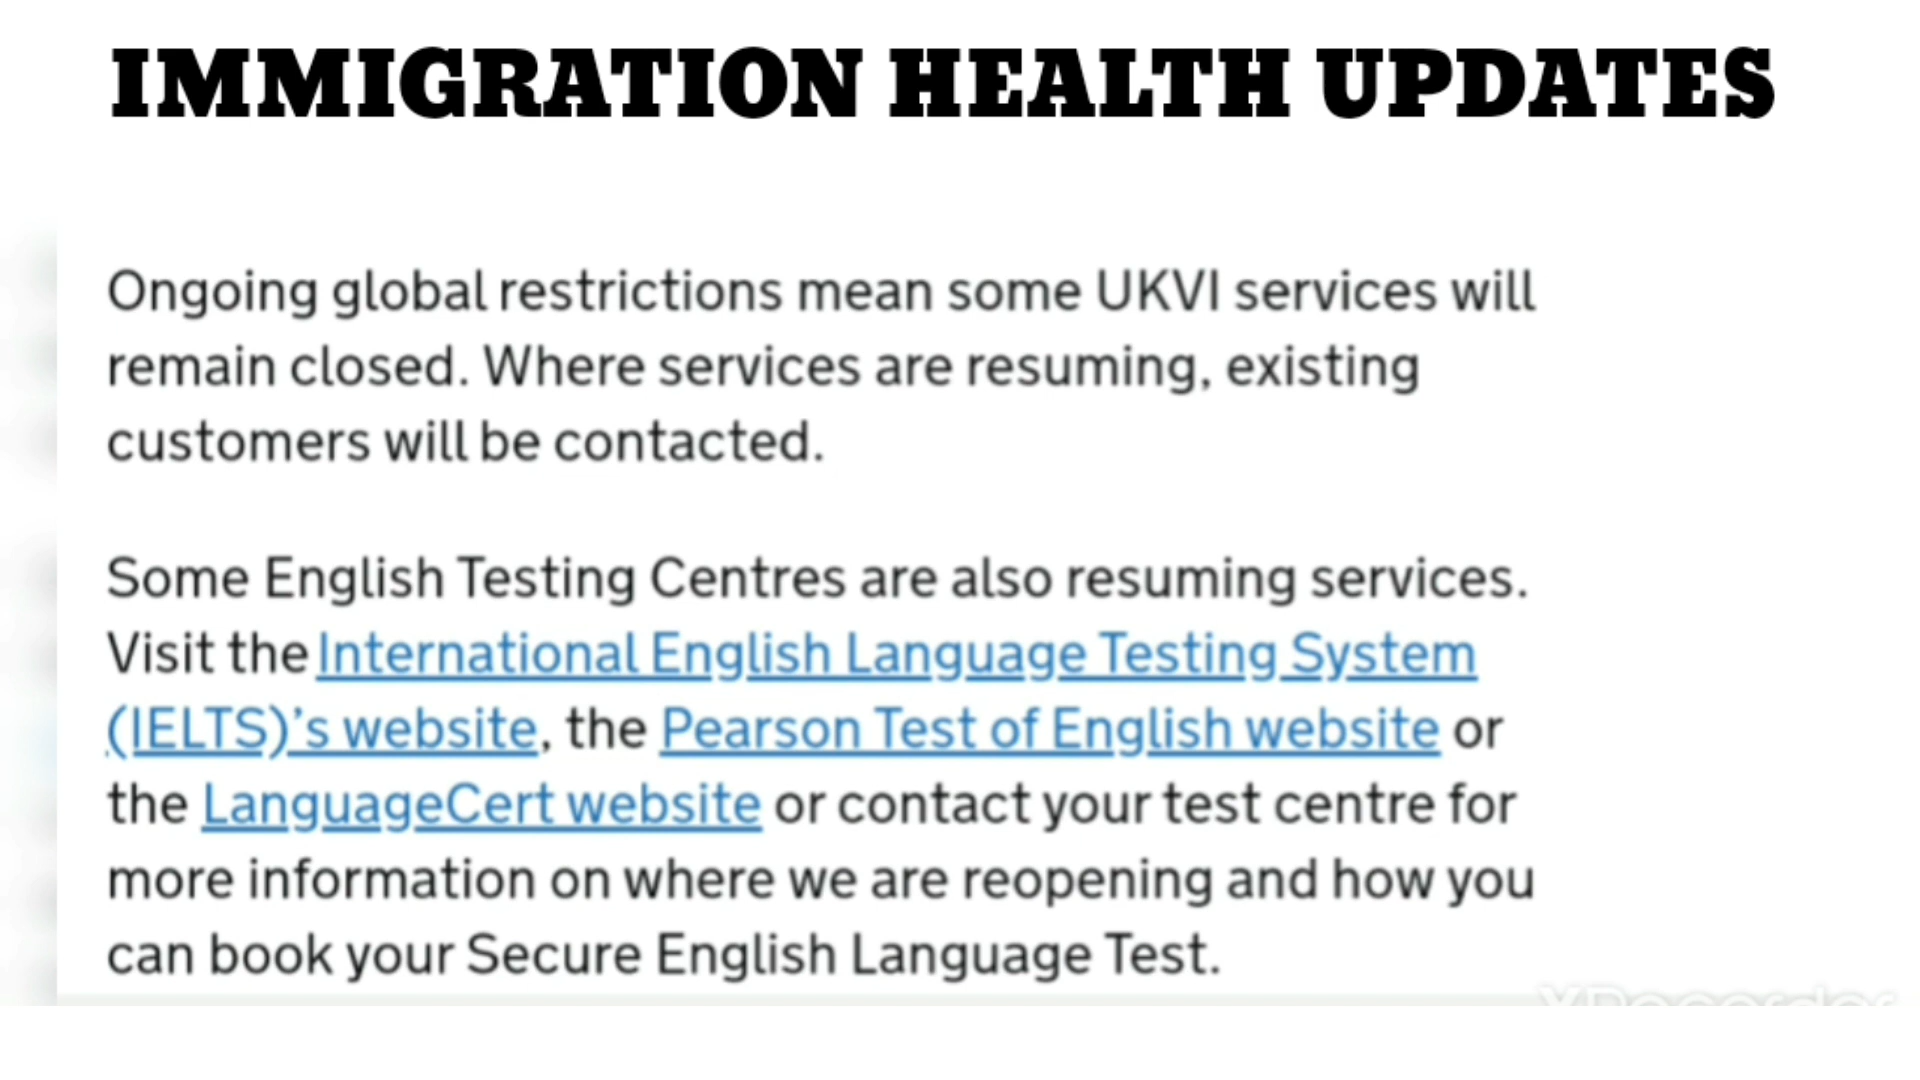 IMMIGRATION HEALTH UPDATES
Ongoing global restrictions mean some UKVI services will
remain closed. Where services are resuming, existing
customers will be contacted.
Some English Testing Centres are also resuming services.
Visit the International English Language Testing System
(IELTS)’s website, the Pearson Test of English website or
the LanguageCert website or contact your test centre for
more information on where we are reopening and how you
can book your Secure English Language Test.